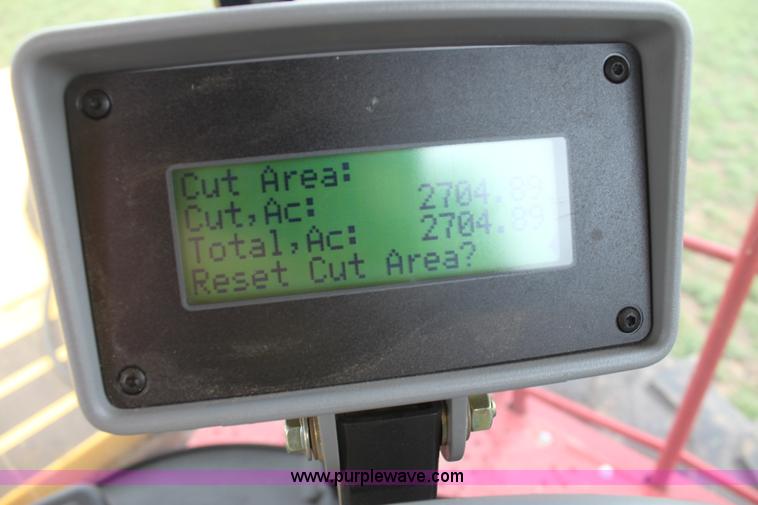 Cut Area:
Cut,Ac: 2704.89
Total,Ac: 2704.89
Reset Cut Area?
www.purplewave.com